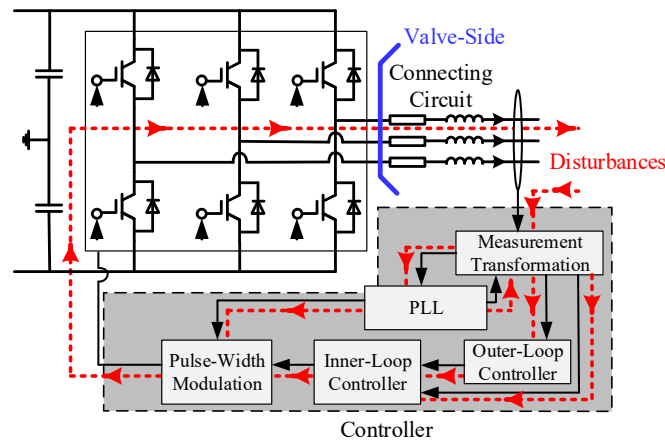 Valve-Side
Connecting
Circuit
Disturbances
Measurement
Transformation
PLL
Pulse-Width
Modulation
Inner-Loop
Controller
Outer-Loop
Controller
Controller